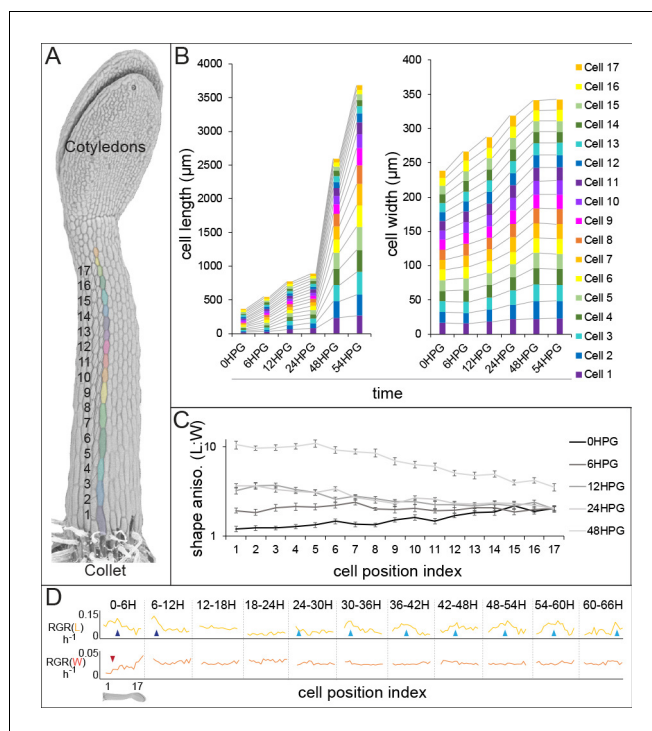 A
Cotyledons
17
16
15
14
13
12
11
10
9
8
7
6
5
4
3
2
1
Collet
B
cell length (µm)
4000
3500
3000
2500
2000
1500
1000
500
0
0HPG
6HPG
12HPG
24HPG
48HPG
54HPG
cell width (µm)
400
350
300
250
200
150
100
50
0
0HPG
6HPG
12HPG
24HPG
48HPG
54HPG
time
Cell 17
Cell 16
Cell 15
Cell 14
Cell 13
Cell 12
Cell 11
Cell 10
Cell 9
Cell 8
Cell 7
Cell 6
Cell 5
Cell 4
Cell 3
Cell 2
Cell 1
C
shape aniso. (L:W)
10
1
1 2 3 4 5 6 7 8 9 10 11 12 13 14 15 16 17
cell position index
0HPG
6HPG
12HPG
24HPG
48HPG
D
0-6H 6-12H 12-18H 18-24H 24-30H 30-36H 36-42H 42-48H 48-54H 54-60H 60-66H
RGR(L) 0.15
h-1 0
RGR(W) 0.05
h-1 0
1 17
cell position index